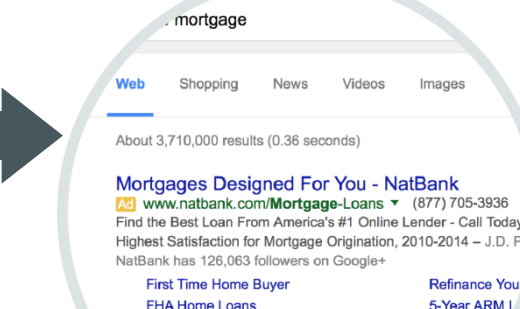 mortgage
Web Shopping News Videos Images
About 3,710,000 results (0.36 seconds)
Mortgages Designed For You - NatBank
Ad www.natbank.com/Mortgage-Loans ▼ (877) 705-3936
Find the Best Loan From America's #1 Online Lender - Call Today
Highest Satisfaction for Mortgage Origination, 2010-2014 – J.D. P
NatBank has 126,063 followers on Google+
First Time Home Buyer Refinance You
FHA Home Loans 5-Year ARM L